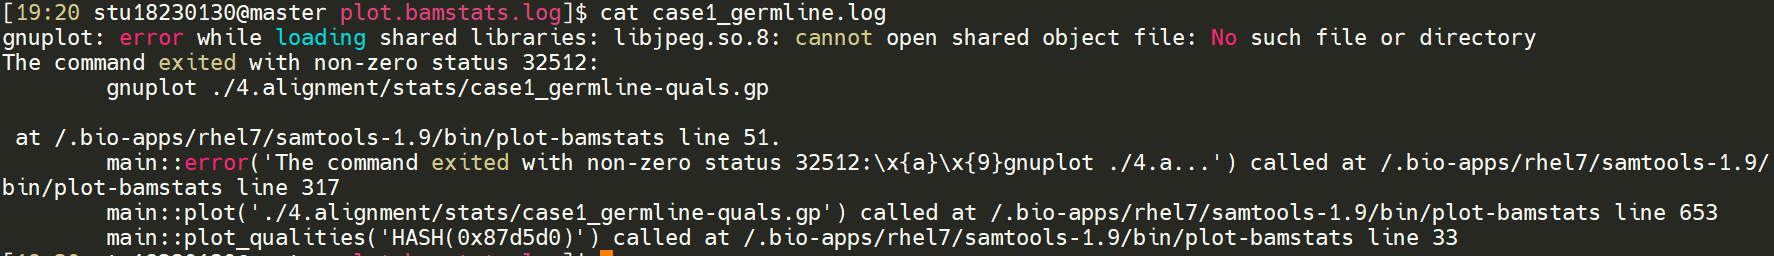 [19:20 stu18230130@master plot.bamstats.log]$ cat case1_germline.log
gnuplot: error while loading shared libraries: libjpeg.so.8: cannot open shared object file: No such file or directory
The command exited with non-zero status 32512:
        gnuplot ./4.alignment/stats/case1_germline-quals.gp

 at /.bio-apps/rhel7/samtools-1.9/bin/plot-bamstats line 51.
        main::error('The command exited with non-zero status 32512:\x{a}\x{9}gnuplot ./4.a...') called at /.bio-apps/rhel7/samtools-1.9/
bin/plot-bamstats line 317
        main::plot('./4.alignment/stats/case1_germline-quals.gp') called at /.bio-apps/rhel7/samtools-1.9/bin/plot-bamstats line 653
        main::plot_qualities('HASH(0x87d5d0)') called at /.bio-apps/rhel7/samtools-1.9/bin/plot-bamstats line 33